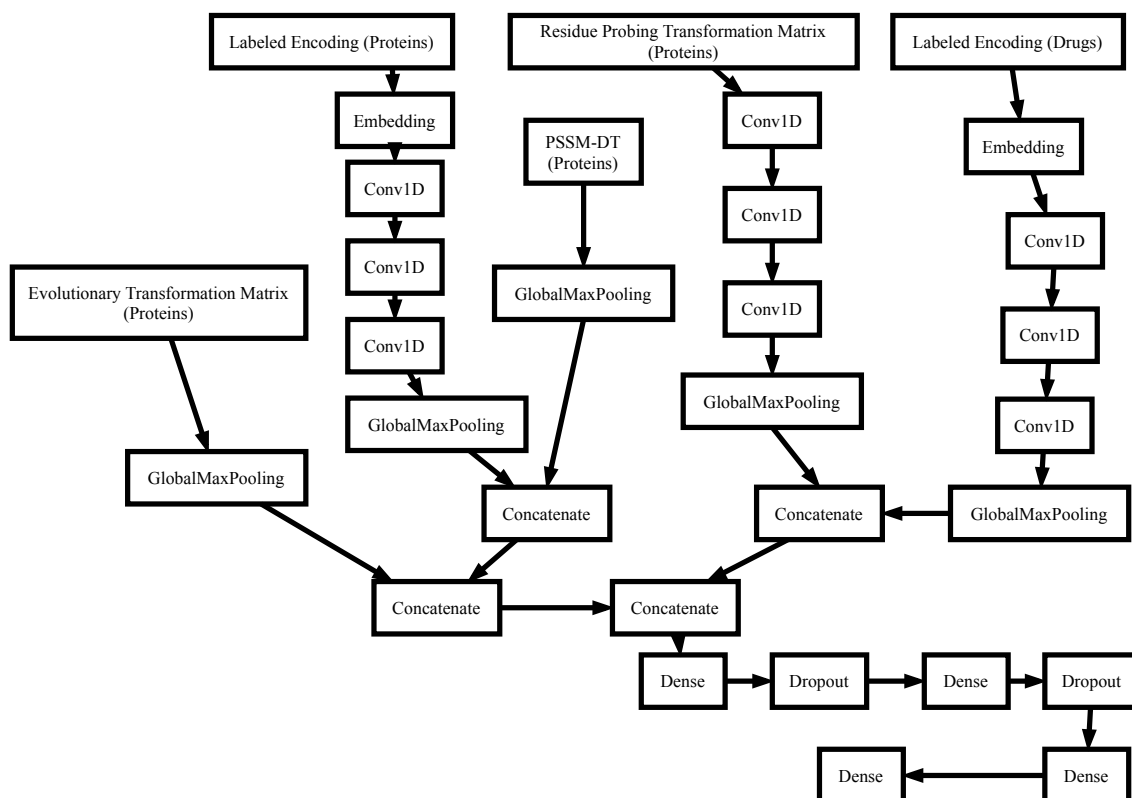 Labeled Encoding (Proteins)
Residue Probing Transformation Matrix
(Proteins)
Labeled Encoding (Drugs)
Embedding
Conv1D
PSSM-DT
(Proteins)
Embedding
Conv1D
Conv1D
Conv1D
Conv1D
Evolutionary Transformation Matrix
(Proteins)
GlobalMaxPooling
Conv1D
Conv1D
Conv1D
GlobalMaxPooling
GlobalMaxPooling
Conv1D
GlobalMaxPooling
Concatenate
Concatenate
GlobalMaxPooling
Concatenate
Concatenate
Dense
Dropout
Dense
Dropout
Dense
Dense